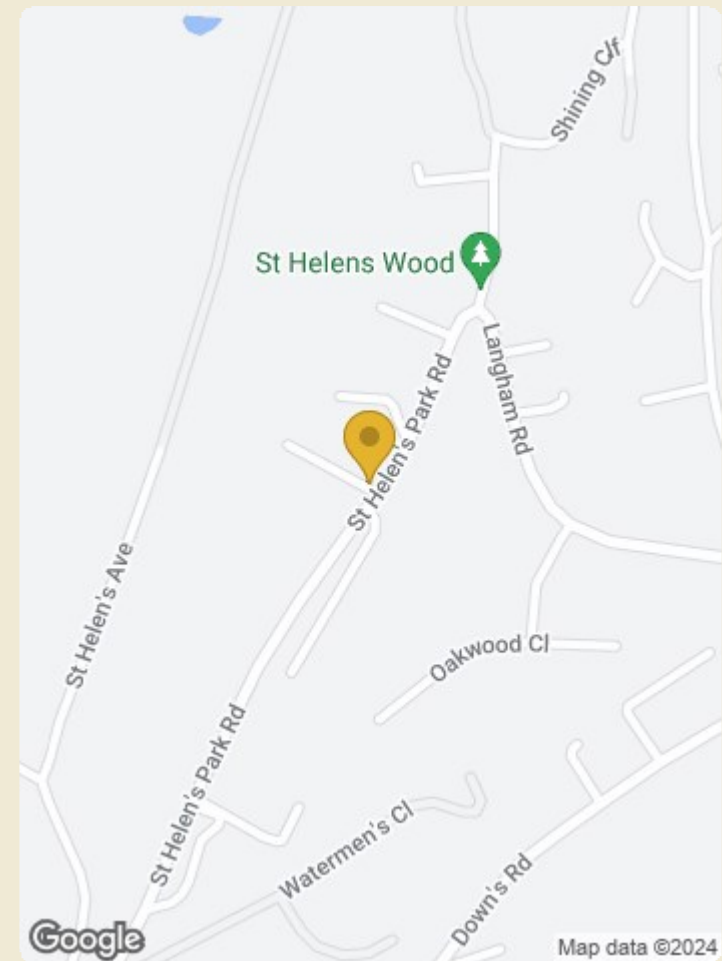 Shining C/f
St Helens Wood
Langham Rd
St Helen's Park Rd
St Helen's Ave
Oakwood Cl
St Helen's Park Rd
Watermen's Cl
Down's Rd
Google
Map data ©2024